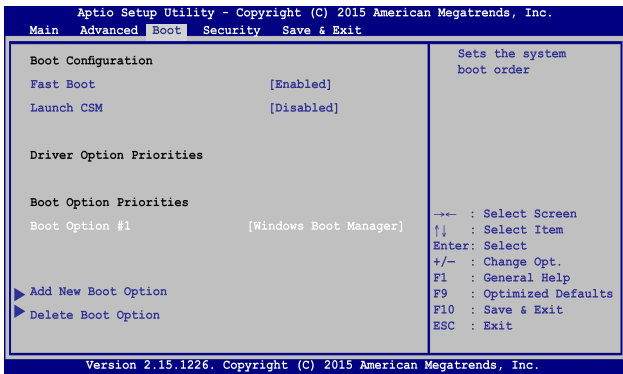 Aptio Setup Utility - Copyright (C) 2015 American Megatrends, Inc.
Main Advanced Boot Security Save & Exit
Boot Configuration
Fast Boot [Enabled]
Launch CSM [Disabled]
Driver Option Priorities
Boot Option Priorities
Boot Option #1 [Windows Boot Manager]
Add New Boot Option
Delete Boot Option
Sets the system
boot order
→← : Select Screen
↑↓ : Select Item
Enter: Select
+/— : Change Opt.
F1 : General Help
F9 : Optimized Defaults
F10 : Save & Exit
ESC : Exit
Version 2.15.1226. Copyright (C) 2015 American Megatrends, Inc.